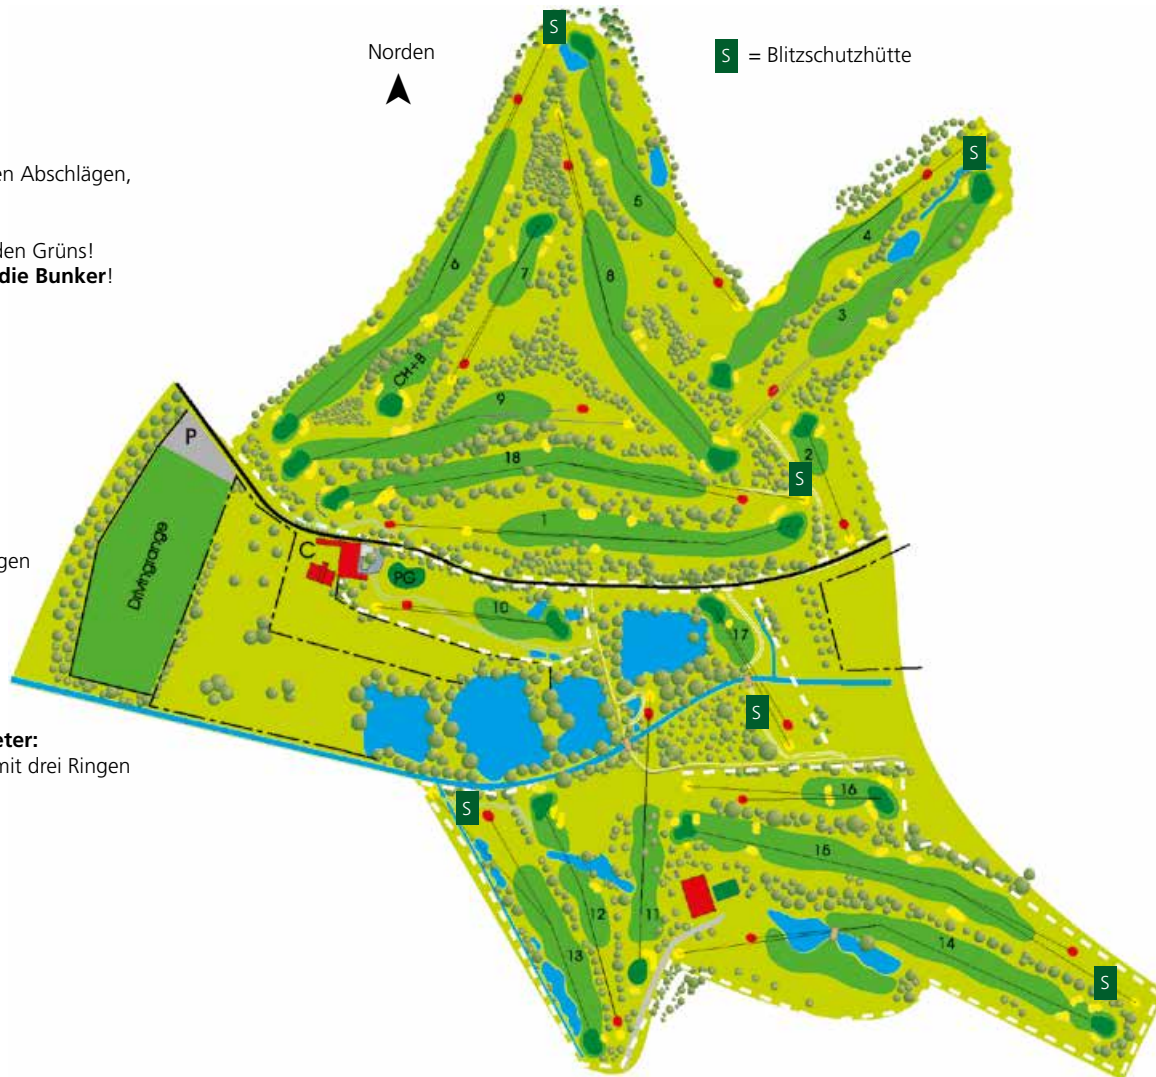 S
Norden
S = Blitzschutzhütte
S
en Abschlägen,
5
4
den Grüns!
die Bunker!
6
7
8
3
CH+B
9
P
18
2
S
1
Drivingrange
C
gen
PG
10
17
S
eter:
mit drei Ringen
16
S
15
12
11
14
13
S